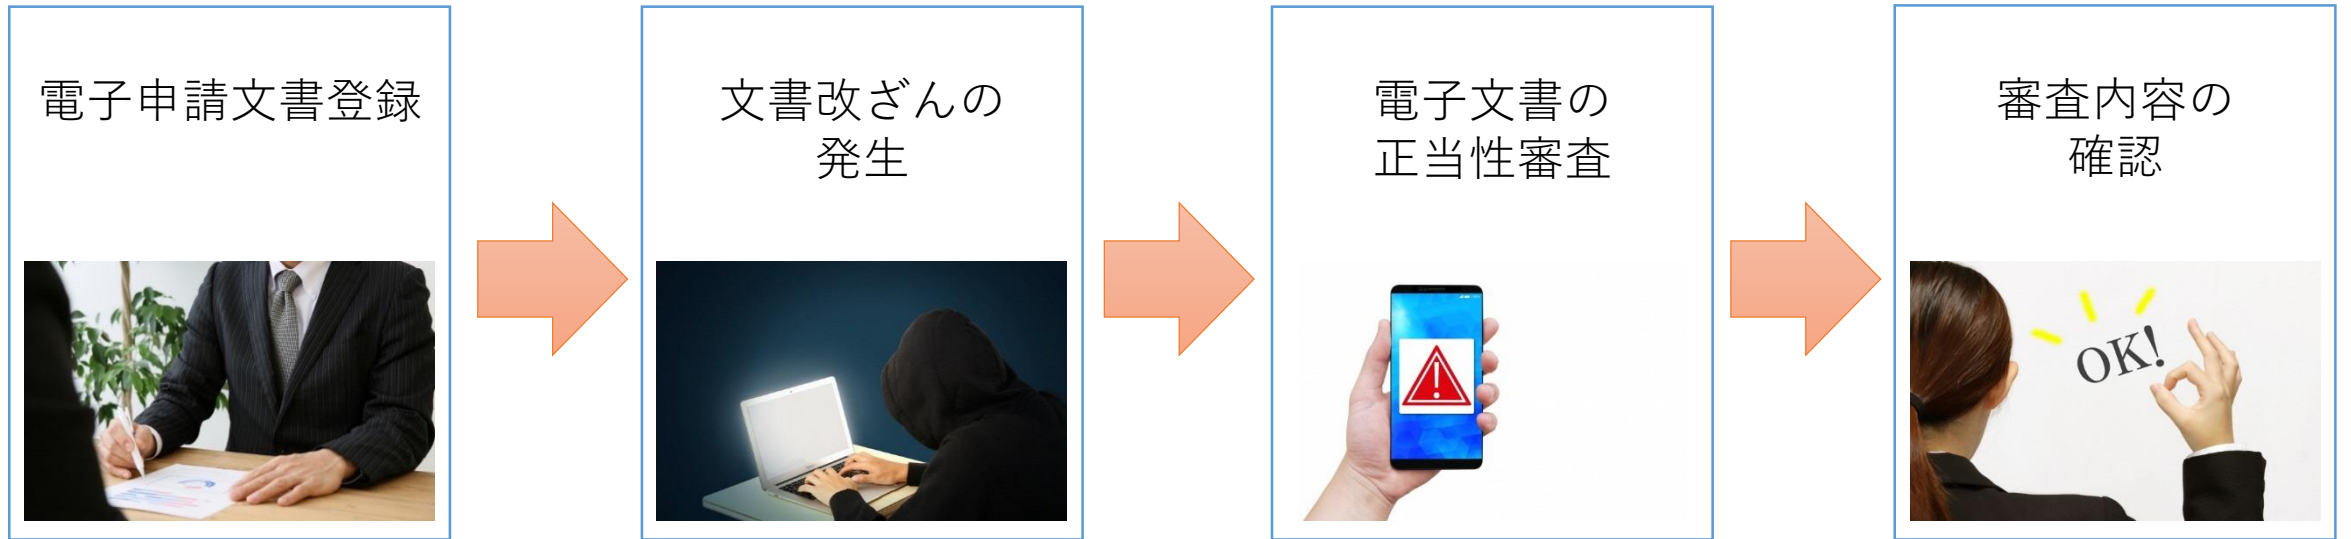 電子申請文書登録
文書改ざんの
発生
電子文書の
正当性審査
審査内容の
確認
OK!